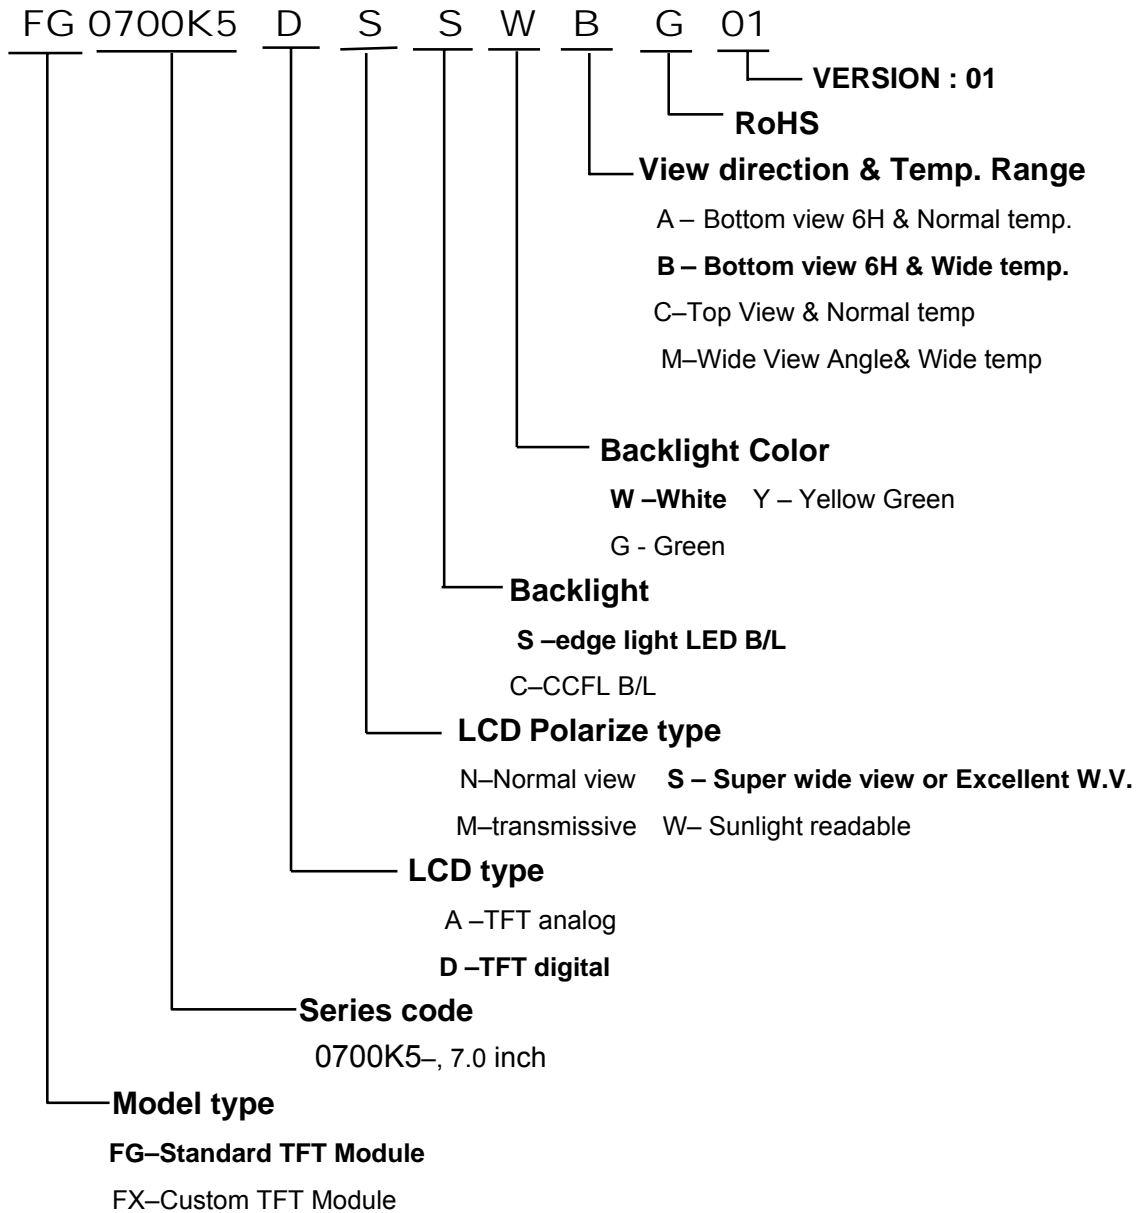 FG 0700K5 D S S W B G 01
VERSION : 01
RoHS
View direction & Temp. Range
A – Bottom view 6H & Normal temp.
B – Bottom view 6H & Wide temp.
C–Top View & Normal temp
M–Wide View Angle& Wide temp
Backlight Color
W –White Y – Yellow Green
G - Green
Backlight
S –edge light LED B/L
C–CCFL B/L
LCD Polarize type
N–Normal view S – Super wide view or Excellent W.V.
M–transmissive W– Sunlight readable
LCD type
A –TFT analog
D –TFT digital
Series code
0700K5–, 7.0 inch
Model type
FG–Standard TFT Module
FX–Custom TFT Module